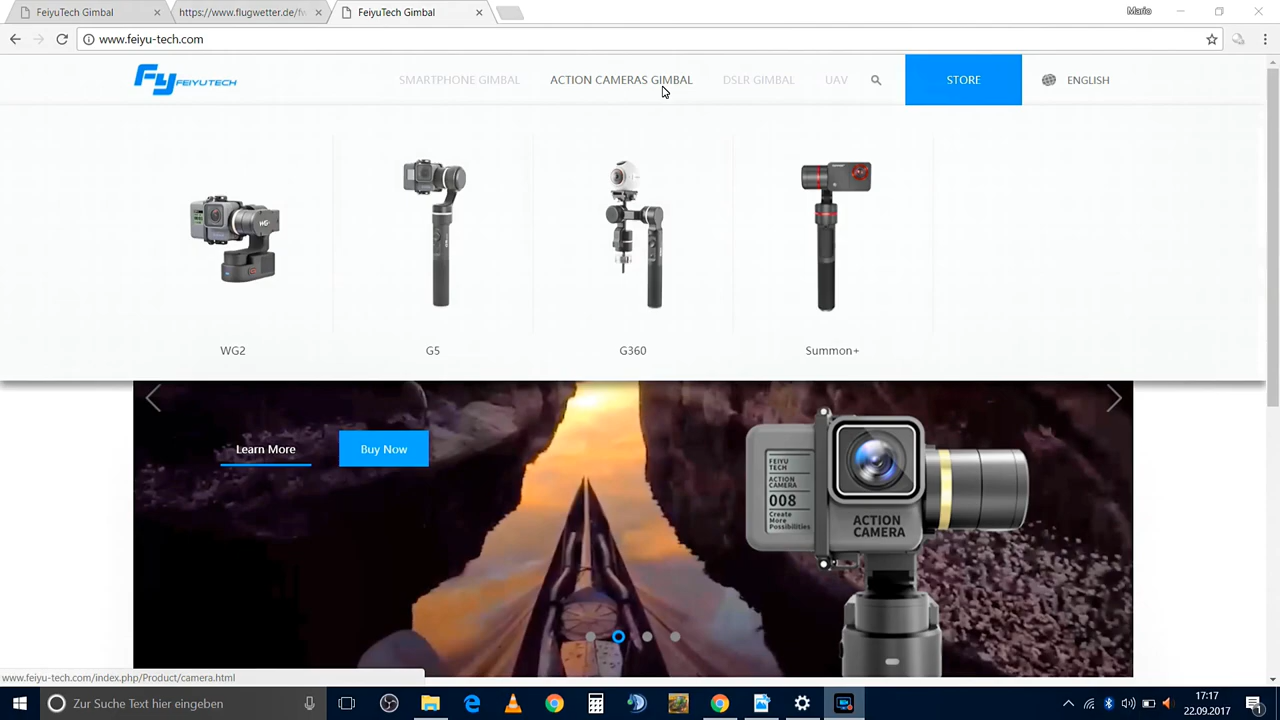 FeiyuTech Gimbal
https://www.flugwetter.de/fw
FeiyuTech Gimbal
Mario
www.feiyu-tech.com
Fy FEIYUTECH
SMARTPHONE GIMBAL
ACTION CAMERAS GIMBAL
DSLR GIMBAL
UAV
STORE
ENGLISH
WG2
G5
G360
Summon+
Learn More
Buy Now
FEIYU
TECH
ACTION
CAMERA
008
Create
More
Possibilities
ACTION
CAMERA
www.feiyu-tech.com/index.php/Product/camera.html
Zur Suche Text hier eingeben
17:17
22.09.2017
1